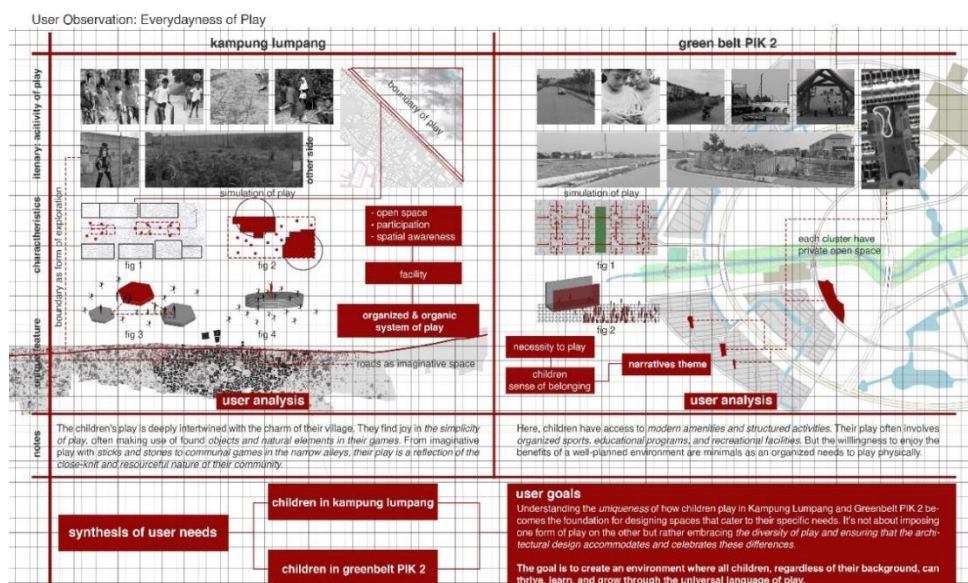 User Observation: Everydayness of Play
kampung lumpang
green belt PIK 2
itenary: acitivity of play
boundary of play
other side
simulation of play
simulation of play
charactheristics
boundary as form of exploration
- open space
- participation
- spatial awareness
fig 1
fig 2
facility
fig 3
fig 4
organized & organic
system of play
roads as imaginative space
user analysis
each cluster have
private open space
fig 1
fig 2
necessity to play
children
sense of belonging
narratives theme
user analysis
notes
The children's play is deeply intertwined with the charm of their village. They find joy in the simplicity
of play, often making use of found objects and natural elements in their games. From imaginative
play with sticks and stones to communal games in the narrow alleys, their play is a reflection of the
close-knit and resourceful nature of their community.
Here, children have access to modern amenities and structured activities. Their play often involves
organized sports, educational programs, and recreational facilities. But the willingness to enjoy the
benefits of a well-planned environment are minimals as an organized needs to play physically.
synthesis of user needs
children in kampung lumpang
children in greenbelt PIK 2
user goals
Understanding the uniqueness of how children play in Kampung Lumpang and Greenbelt PIK 2 be-
comes the foundation for designing spaces that cater to their specific needs. It's not about imposing
one form of play on the other but rather embracing the diversity of play and ensuring that the archi-
tectural design accommodates and celebrates these differences.
The goal is to create an environment where all children, regardless of their background, can
thrive, learn, and grow through the universal language of play.